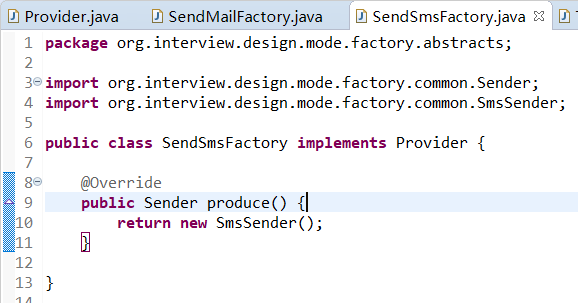 Provider.java SendMailFactory.java SendSmsFactory.java
1 package org.interview.design.mode.factory.abstracts;
2
3 import org.interview.design.mode.factory.common.Sender;
4 import org.interview.design.mode.factory.common.SmsSender;
5
6 public class SendSmsFactory implements Provider {
7
8 @Override
9 public Sender produce() {
10 return new SmsSender();
11 }
12
13 }
14